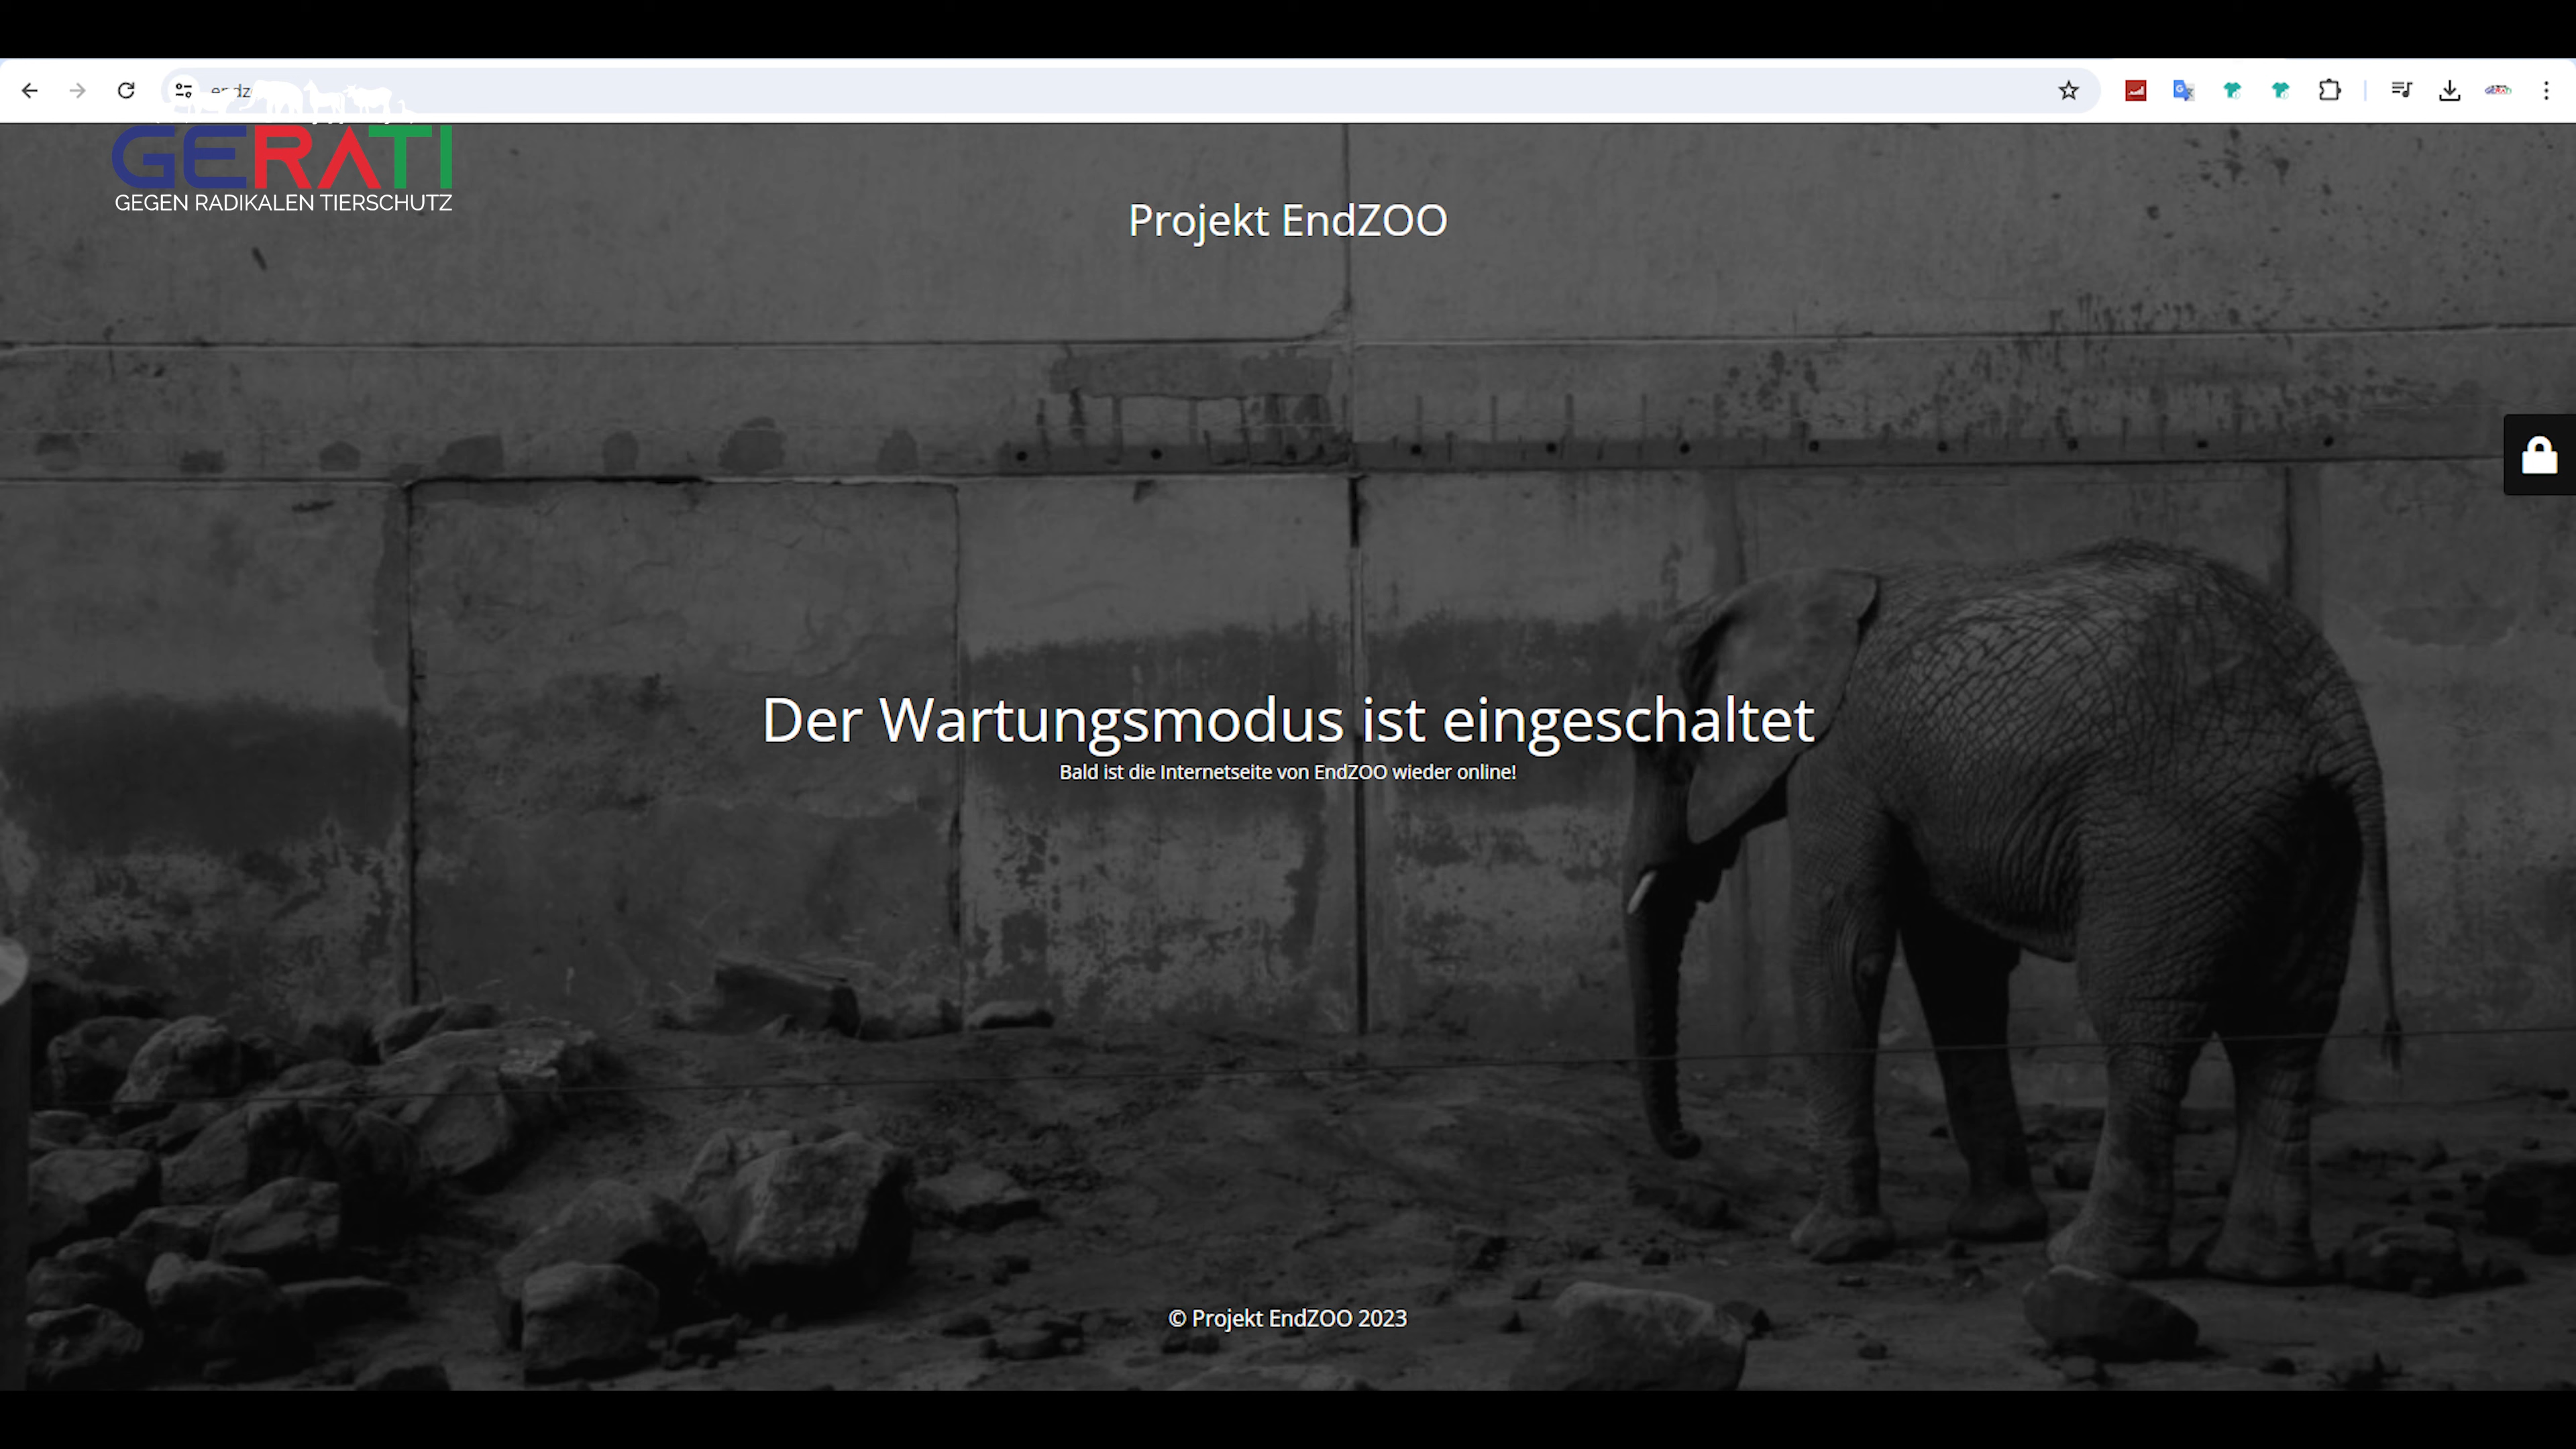 GERATI
GEGEN RADIKALEN TIERSCHUTZ
Projekt EndZOO
Der Wartungsmodus ist eingeschaltet
Bald ist die Internetseite von EndZOO wieder online!
© Projekt EndZOO 2023